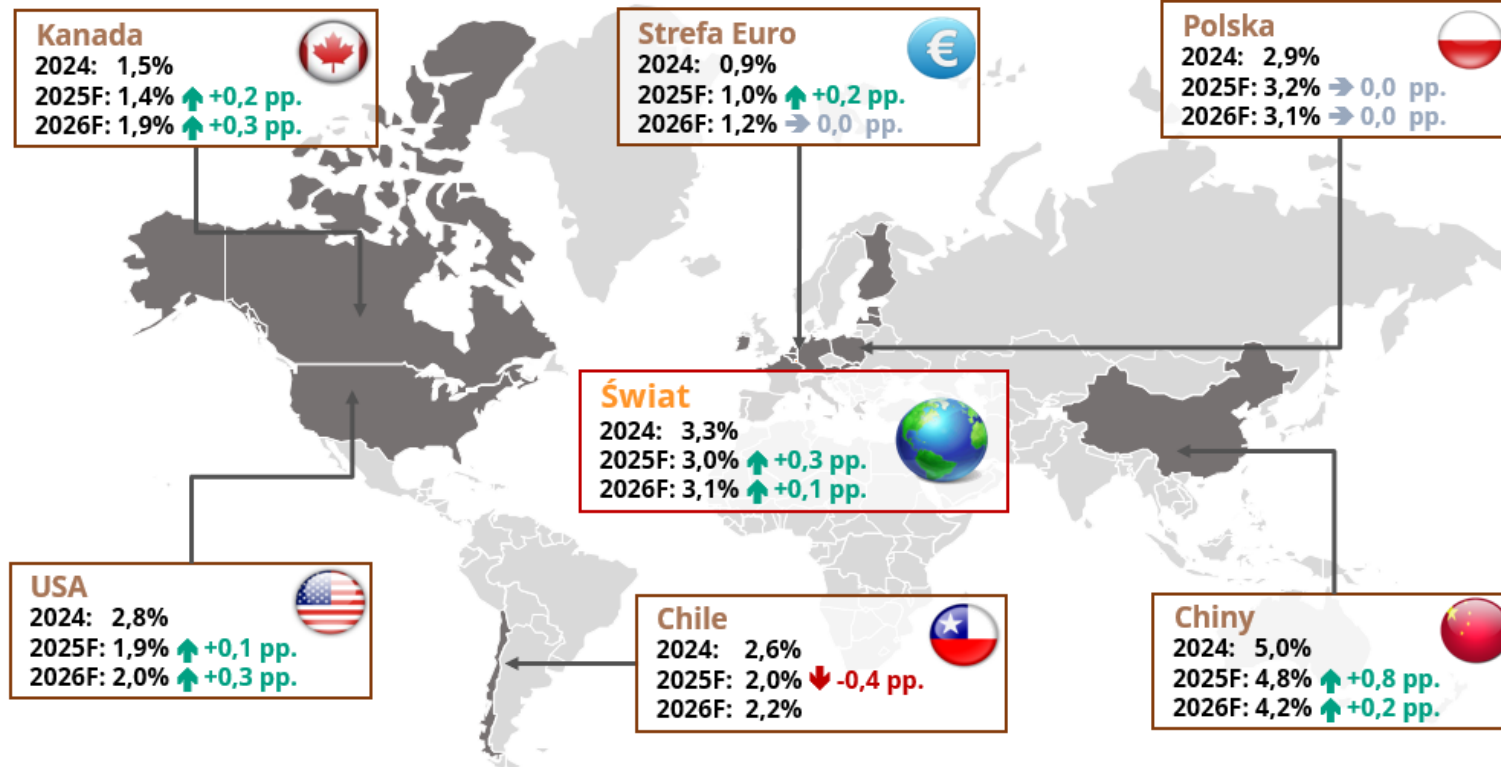 Kanada
2024: 1,5%
2025F: 1,4% +0,2 pp.
2026F: 1,9% +0,3 pp.
Strefa Euro
2024: 0,9%
2025F: 1,0% +0,2 pp.
2026F: 1,2% 0,0 pp.
Polska
2024: 2,9%
2025F: 3,2% 0,0 pp.
2026F: 3,1% 0,0 pp.
Świat
2024: 3,3%
2025F: 3,0% +0,3 pp.
2026F: 3,1% +0,1 pp.
USA
2024: 2,8%
2025F: 1,9% +0,1 pp.
2026F: 2,0% +0,3 pp.
Chile
2024: 2,6%
2025F: 2,0% -0,4 pp.
2026F: 2,2%
Chiny
2024: 5,0%
2025F: 4,8% +0,8 pp.
2026F: 4,2% +0,2 pp.